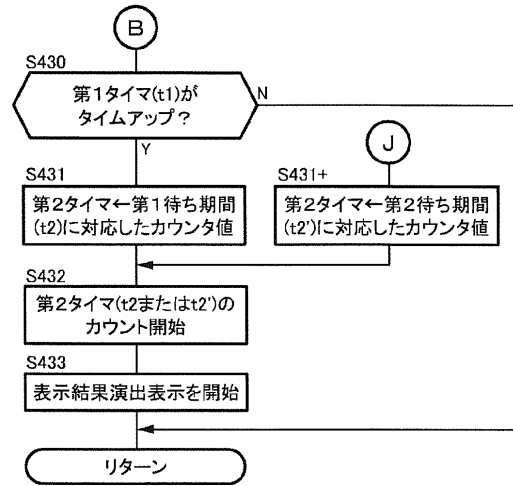 B
S430
第1タイマ(t1)が
タイムアップ?
N
Y
J
S431
第2タイマ←第1待ち期間
(t2)に対応したカウンタ値
S431+
第2タイマ←第2待ち期間
(t2')に対応したカウンタ値
S432
第2タイマ(t2またはt2')の
カウント開始
S433
表示結果演出表示を開始
リターン